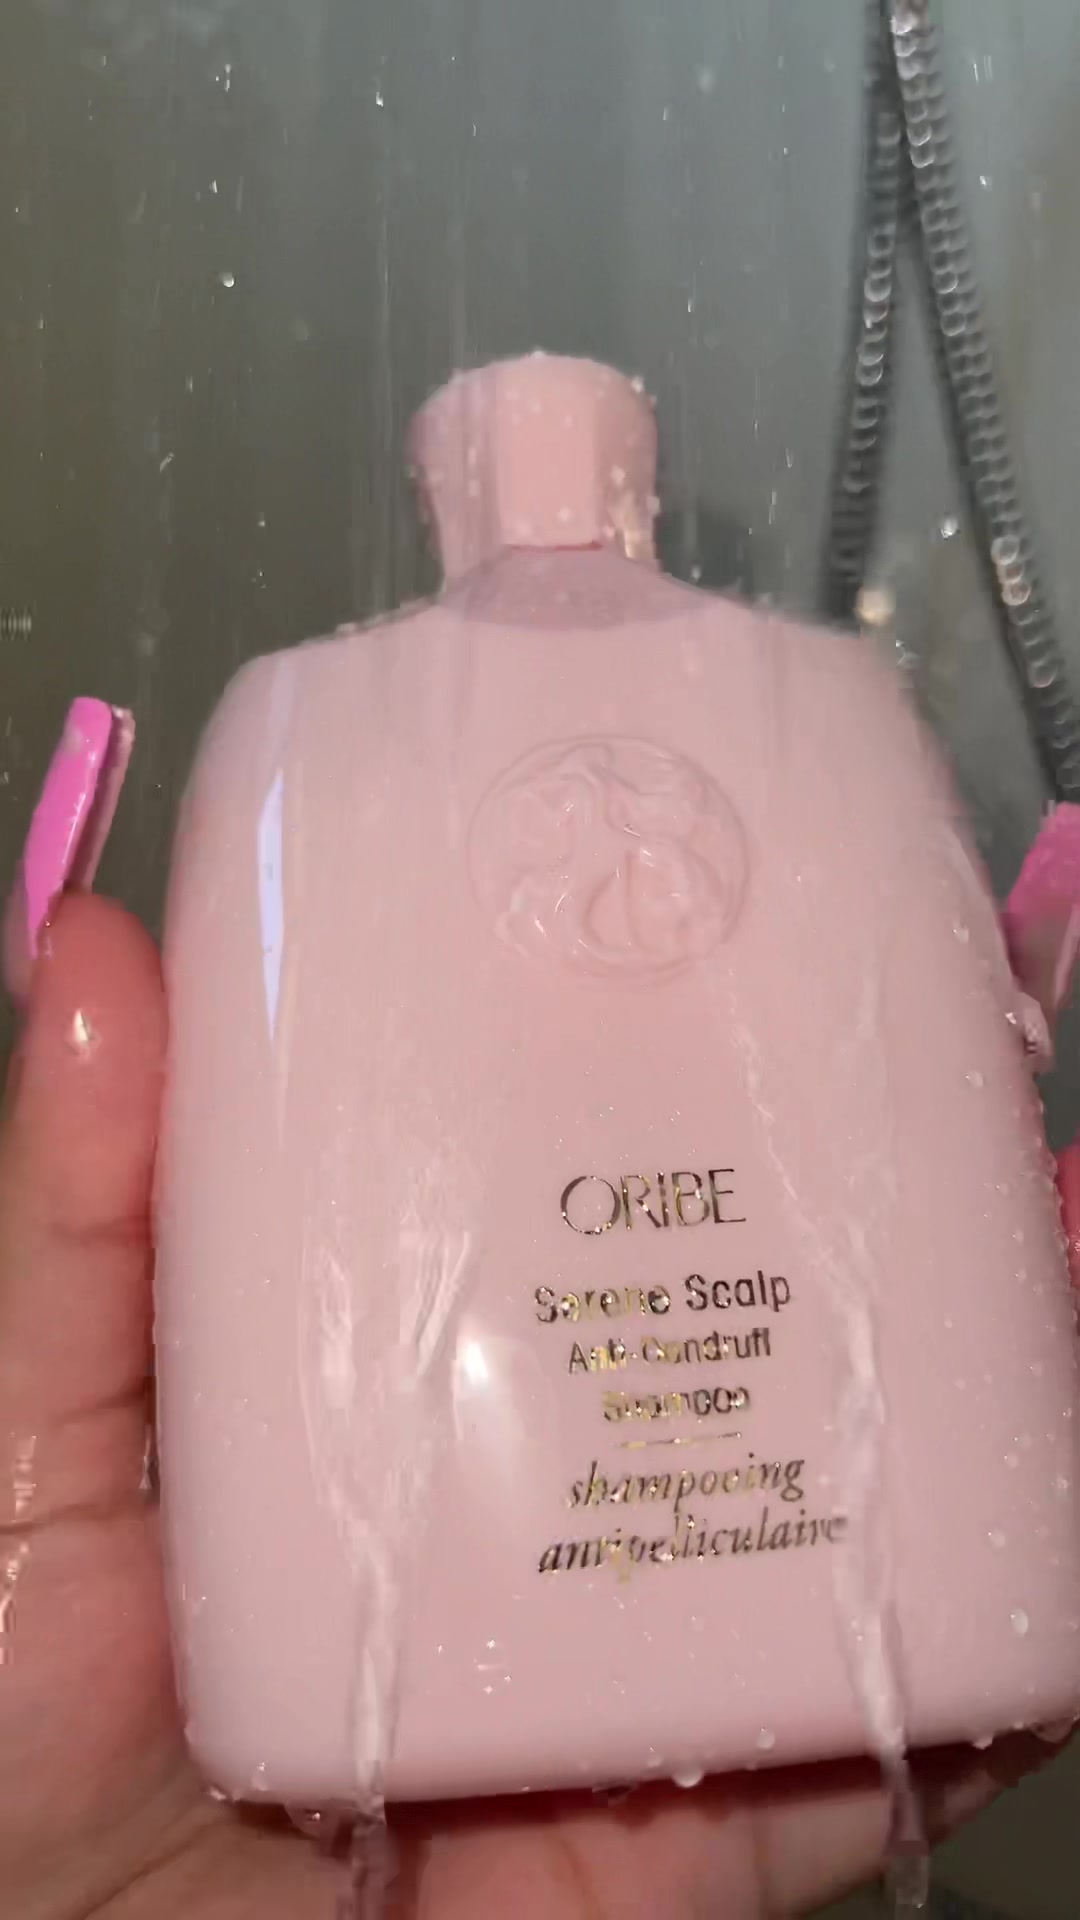 ORIBE
Serene Scalp
Anti-Dandruff
Shampoo
shampooing
antipelliculaire